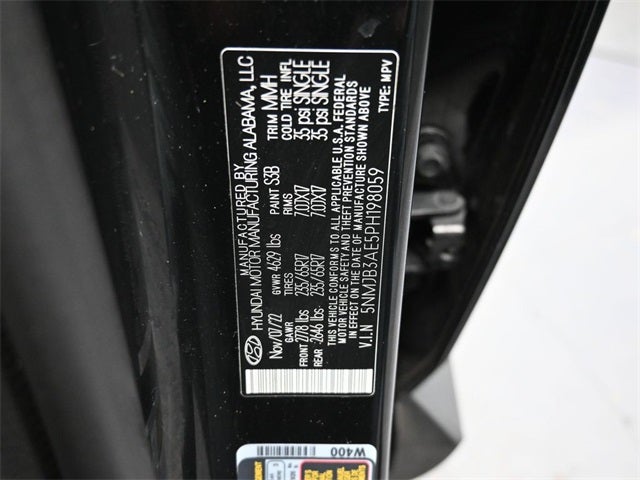 MANUFACTURED BY
HYUNDAI MOTOR MANUFACTURING ALABAMA, LLC
Nov/07/22 GVWR 4629 lbs PAINT S3B TRIM MMH
GAWR TIRES RIMS COLD TIRE INFL
FRONT 2778 lbs 235/65R17 7.0JX17 35 psi SINGLE
REAR 2646 lbs 235/65R17 7.0JX17 35 psi SINGLE
THIS VEHICLE CONFORMS TO ALL APPLICABLE U.S.A. FEDERAL
MOTOR VEHICLE SAFETY AND THEFT PREVENTION STANDARDS
IN EFFECT ON THE DATE OF MANUFACTURE SHOWN ABOVE
V.I.N 5NMJB3AE5PH198059 TYPE: MPV
W400